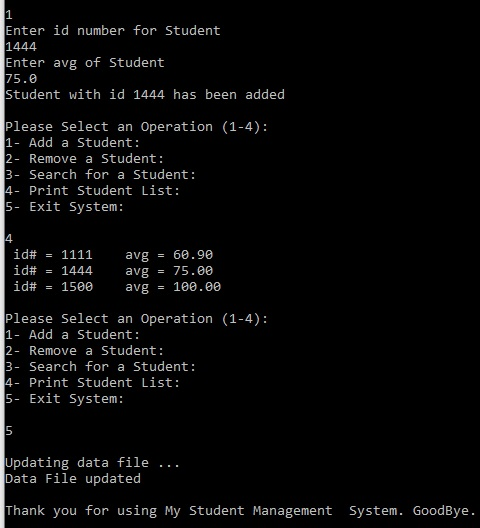 1
Enter id number for Student
1444
Enter avg of Student
75.0
Student with id 1444 has been added
Please Select an Operation (1-4):
1- Add a Student:
2- Remove a Student:
3- Search for a Student:
4- Print Student List:
5- Exit System:
4
id# = 1111    avg = 60.90
id# = 1444    avg = 75.00
id# = 1500    avg = 100.00
Please Select an Operation (1-4):
1- Add a Student:
2- Remove a Student:
3- Search for a Student:
4- Print Student List:
5- Exit System:
5
Updating data file ...
Data File updated
Thank you for using My Student Management  System. GoodBye.